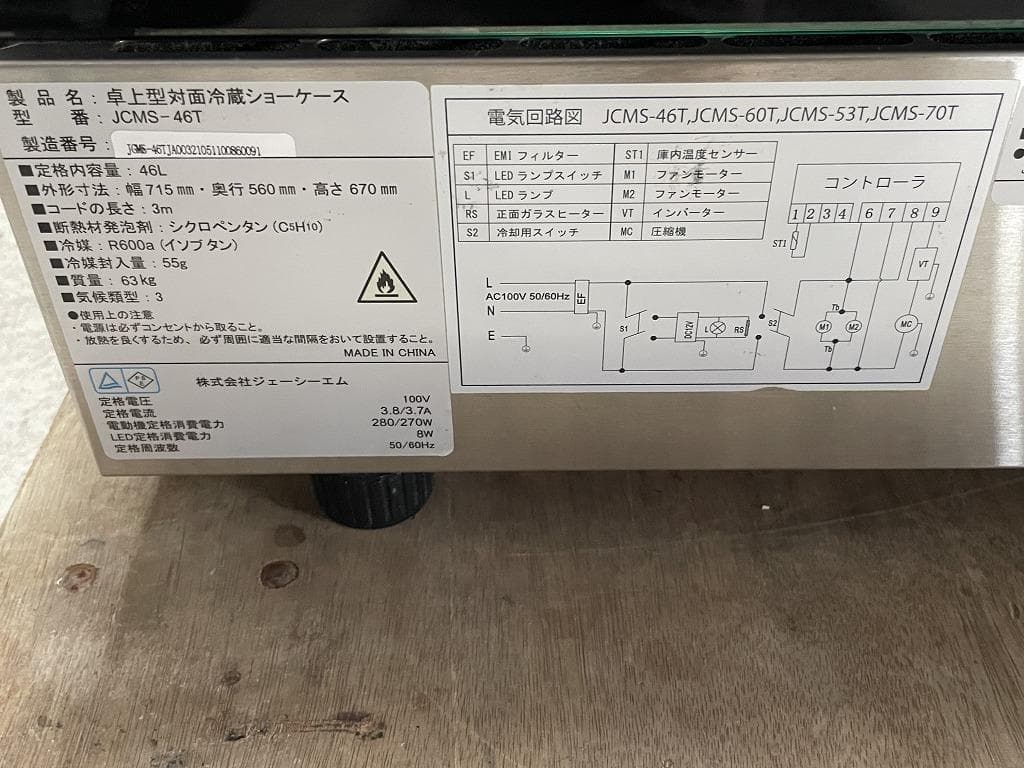 製品名：卓上型対面冷蔵ショーケース
型番：JCMS-46T
製造番号：JCMS-46TJA00321051100860091
■定格内容量：46L
■外形寸法：幅715mm・奥行560mm・高さ670mm
■コードの長さ：3m
■断熱材発泡剤：シクロペンタン(C5H10)
■冷媒：R600a(イソブタン)
■冷媒封入量：55g
■質量：63kg
■気候類型：3
●使用上の注意
・電源は必ずコンセントから取ること。
・放熱を良くするため、必ず周囲に適当な間隔をおいて設置すること。
MADE IN CHINA
株式会社ジェーシーエム
定格電圧 100V
定格電流 3.8/3.7A
電動機定格消費電力 280/270W
LED定格消費電力 8W
定格周波数 50/60Hz
電気回路図 JCMS-46T,JCMS-60T,JCMS-53T,JCMS-70T
EF EMIフィルター ST1 庫内温度センサー
S1 LEDランプスイッチ M1 ファンモーター
L LEDランプ M2 ファンモーター
RS 正面ガラスヒーター VT インバーター
S2 冷却用スイッチ MC 圧縮機
コントローラ
1 2 3 4 6 7 8 9
ST1
VT
L
AC100V 50/60Hz
EF
N
E
S1
DC12V
L
RS
S2
Tb
M1
M2
Tb
MC